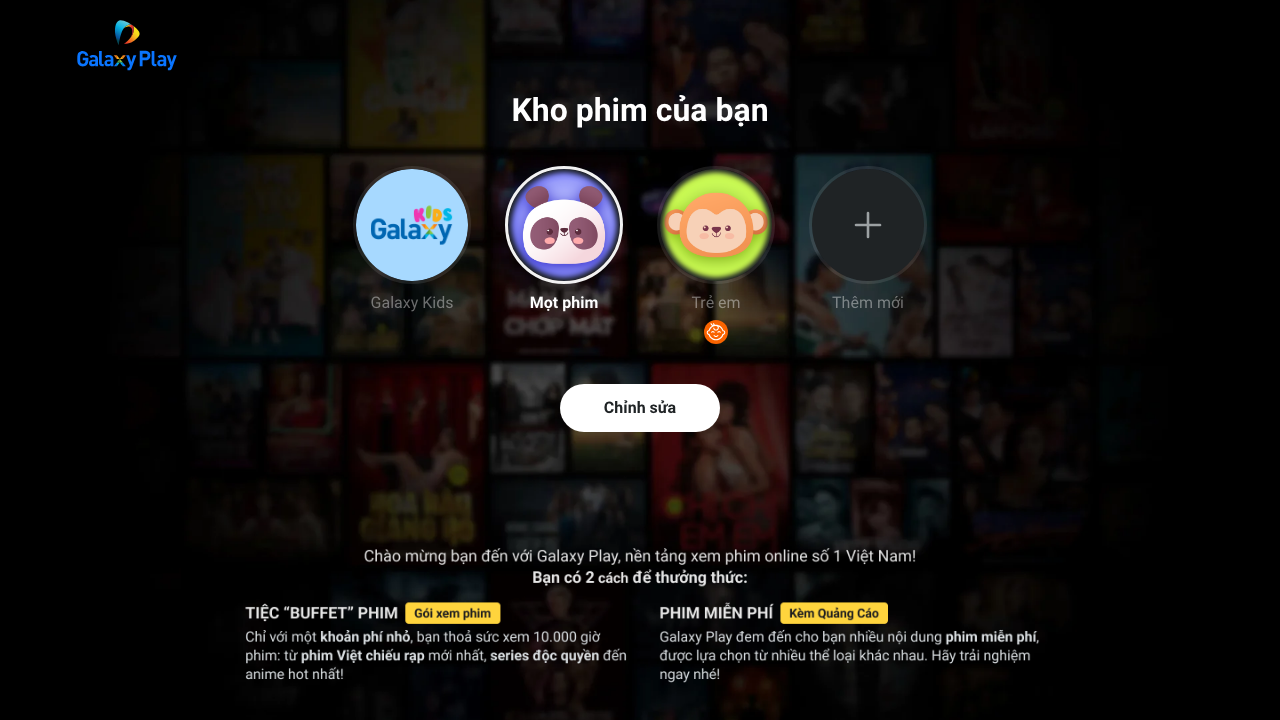 Galaxy Play
Kho phim của bạn
KIDS
Galaxy
Galaxy Kids
Mọt phim
Trẻ em
Thêm mới
Chỉnh sửa
Chào mừng bạn đến với Galaxy Play, nền tảng xem phim online số 1 Việt Nam!
Bạn có 2 cách để thưởng thức:
TIỆC “BUFFET” PHIM Gói xem phim
Chỉ với một khoản phí nhỏ, bạn thoả sức xem 10.000 giờ
phim: từ phim Việt chiếu rạp mới nhất, series độc quyền đến
anime hot nhất!
PHIM MIỄN PHÍ Kèm Quảng Cáo
Galaxy Play đem đến cho bạn nhiều nội dung phim miễn phí,
được lựa chọn từ nhiều thể loại khác nhau. Hãy trải nghiệm
ngay nhé!